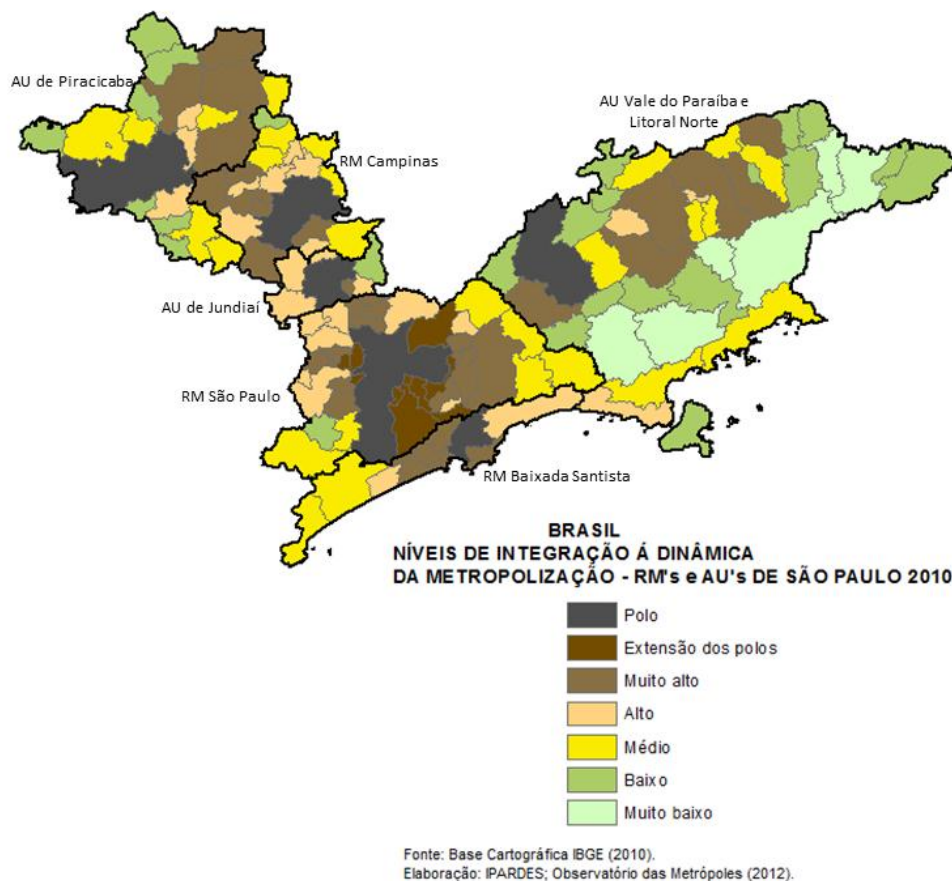 AU de Piracicaba
AU Vale do Paraíba e
Litoral Norte
RM Campinas
AU de Jundiaí
RM São Paulo
RM Baixada Santista
BRASIL
NÍVEIS DE INTEGRAÇÃO Á DINÂMICA
DA METROPOLIZAÇÃO - RM's e AU's DE SÃO PAULO 2010
Polo
Extensão dos polos
Muito alto
Alto
Médio
Baixo
Muito baixo
Fonte: Base Cartográfica IBGE (2010).
Elaboração: IPARDES; Observatório das Metrópoles (2012).